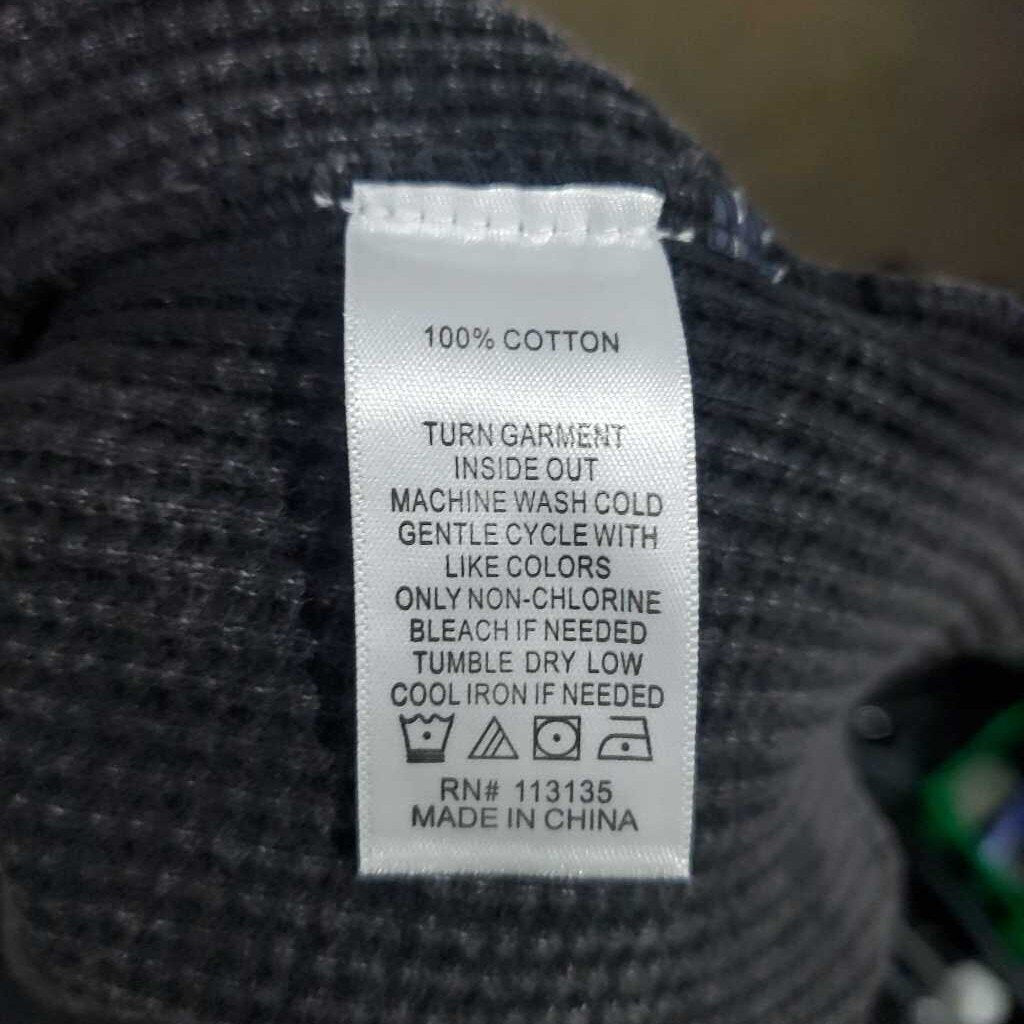 100% COTTON
TURN GARMENT
INSIDE OUT
MACHINE WASH COLD
GENTLE CYCLE WITH
LIKE COLORS
ONLY NON-CHLORINE
BLEACH IF NEEDED
TUMBLE DRY LOW
COOL IRON IF NEEDED
RN# 113135
MADE IN CHINA